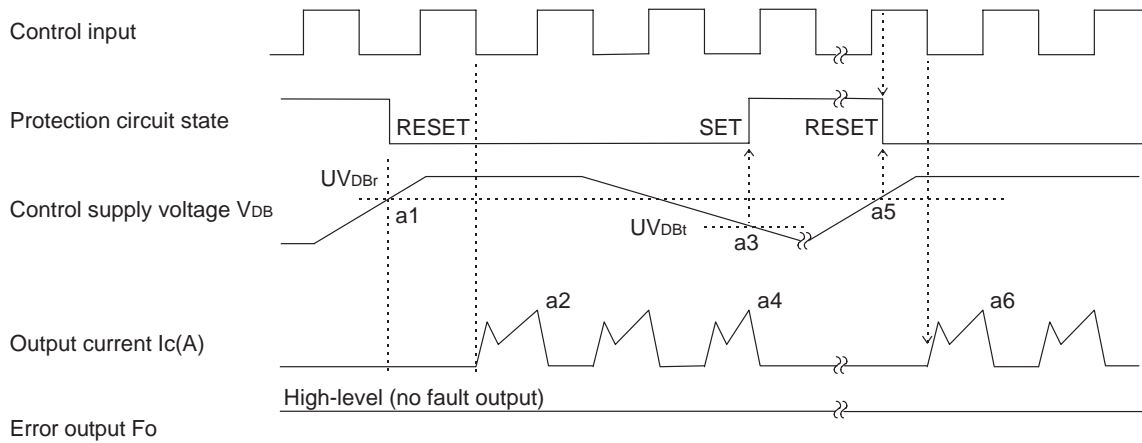 Control input
Protection circuit state
RESET
SET
RESET
UVDBr
Control supply voltage VDB
a1
UVDBt
a3
a5
a2
a4
a6
Output current Ic(A)
High-level (no fault output)
Error output Fo